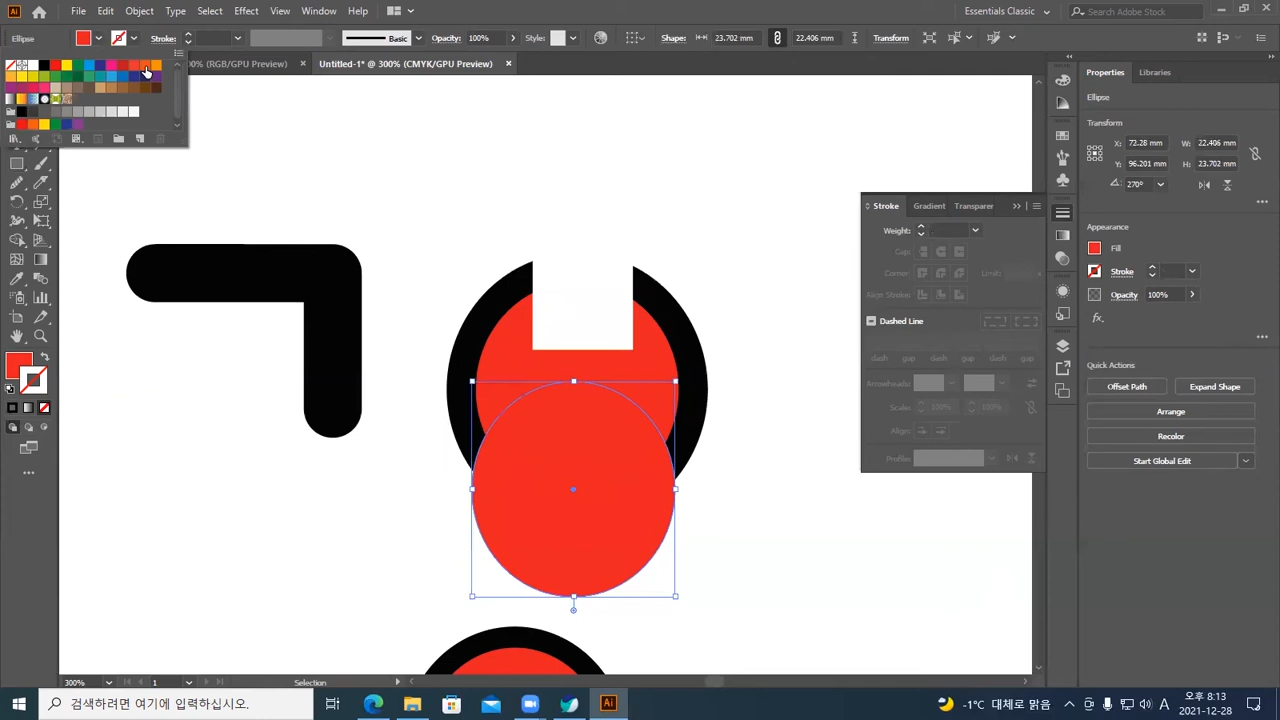 Ai File Edit Object Type Select Effect View Window Help Essentials Classic Search Adobe Stock
Ellipse Stroke: Basic Opacity: 100% Style: Shape: 23.702 mm 22.406 mm Transform
00% (RGB/GPU Preview) × Untitled-1* @ 300% (CMYK/GPU Preview) ×
Properties Libraries
Ellipse
Transform
X: 72.28 mm W: 22.406 mm
Y: 96.201 mm H: 23.702 mm
270°
Stroke Gradient Transparer
Weight:
Cap:
Corner: Limit:
Align Stroke:
Dashed Line
dash gap dash gap dash gap
Arrowheads:
Scale: 100% 100%
Align:
Profile:
Appearance
Fill
Stroke
Opacity 100%
fx.
Quick Actions
Offset Path Expand Shape
Arrange
Recolor
Start Global Edit
300% 1 Selection
검색하려면 여기에 입력하십시오.
Ai
-1°C 대체로 맑음 A 오후 8:13
2021-12-28